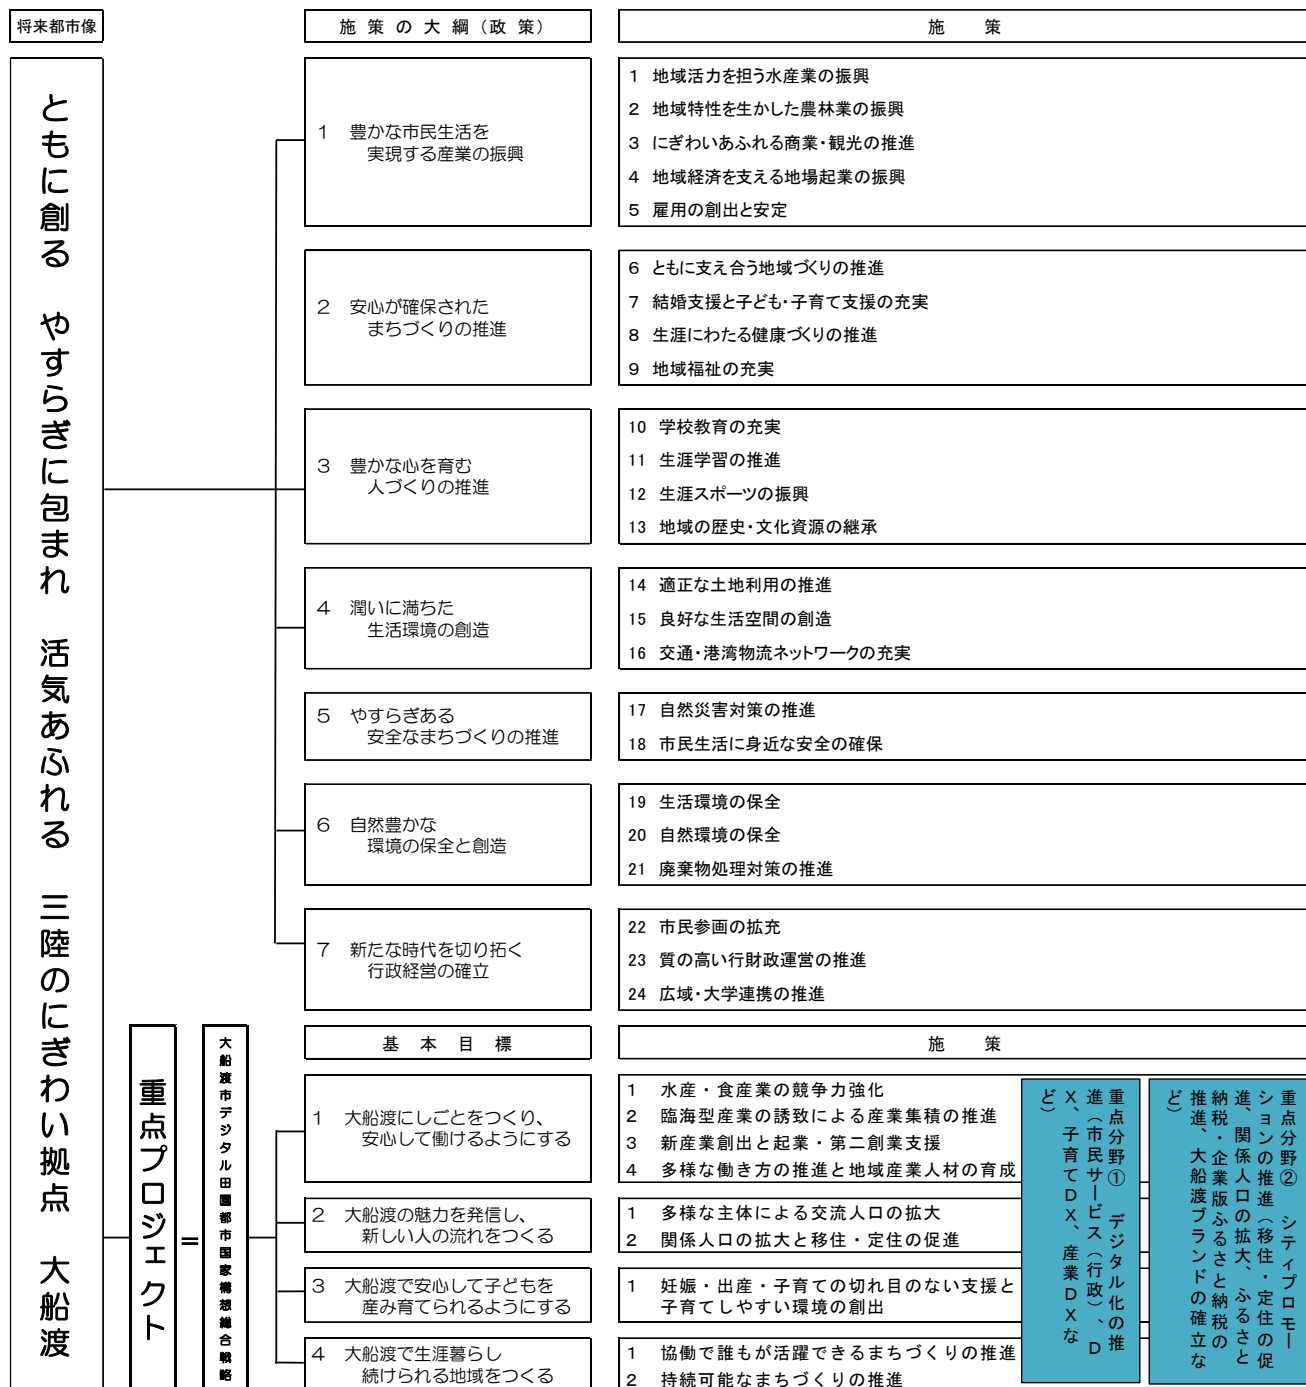 将来都市像
施策の大綱(政策)
施　策
ともに創る　やすらぎに包まれ　活気あふれる　三陸のにぎわい拠点　大船渡
1　豊かな市民生活を
実現する産業の振興
1 地域活力を担う水産業の振興
2 地域特性を生かした農林業の振興
3 にぎわいあふれる商業・観光の推進
4 地域経済を支える地場起業の振興
5 雇用の創出と安定
2　安心が確保された
まちづくりの推進
6 ともに支え合う地域づくりの推進
7 結婚支援と子ども・子育て支援の充実
8 生涯にわたる健康づくりの推進
9 地域福祉の充実
3　豊かな心を育む
人づくりの推進
10 学校教育の充実
11 生涯学習の推進
12 生涯スポーツの振興
13 地域の歴史・文化資源の継承
4　潤いに満ちた
生活環境の創造
14 適正な土地利用の推進
15 良好な生活空間の創造
16 交通・港湾物流ネットワークの充実
5　やすらぎある
安全なまちづくりの推進
17 自然災害対策の推進
18 市民生活に身近な安全の確保
6　自然豊かな
環境の保全と創造
19 生活環境の保全
20 自然環境の保全
21 廃棄物処理対策の推進
7　新たな時代を切り拓く
行政経営の確立
22 市民参画の拡充
23 質の高い行財政運営の推進
24 広域・大学連携の推進
重点プロジェクト
=
大船渡市デジタル田園都市国家構想総合戦略
基本目標
施　策
1　大船渡にしごとをつくり、
安心して働けるようにする
1　水産・食産業の競争力強化
2　臨海型産業の誘致による産業集積の推進
3　新産業創出と起業・第二創業支援
4　多様な働き方の推進と地域産業人材の育成
2　大船渡の魅力を発信し、
新しい人の流れをつくる
1　多様な主体による交流人口の拡大
2　関係人口の拡大と移住・定住の促進
3　大船渡で安心して子どもを
産み育てられるようにする
1　妊娠・出産・子育ての切れ目のない支援と
子育てしやすい環境の創出
4　大船渡で生涯暮らし
続けられる地域をつくる
1　協働で誰もが活躍できるまちづくりの推進
2　持続可能なまちづくりの推進
重点分野①　デジタル化の推
進（市民サービス（行政）、D
X、子育てDX、産業DXな
ど）
重点分野②　シティプロモー
ションの推進（移住・定住の促
進、関係人口の拡大、ふるさと
納税・企業版ふるさと納税の
推進、大船渡ブランドの確立な
ど）